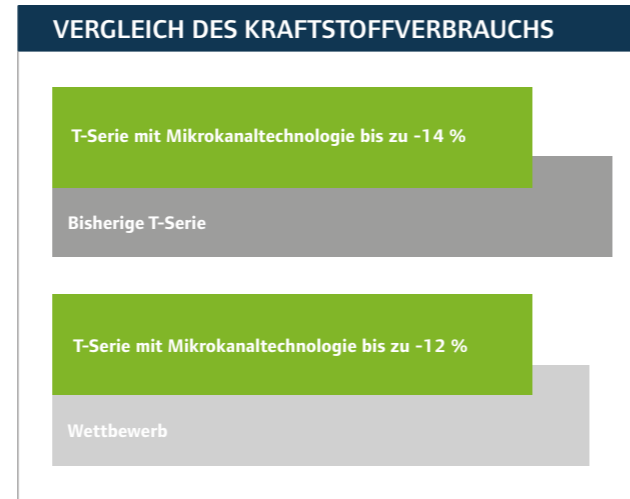 VERGLEICH DES KRAFTSTOFFVERBRAUCHS
T-Serie mit Mikrokanaltechnologie bis zu -14 %
Bisherige T-Serie
T-Serie mit Mikrokanaltechnologie bis zu -12 %
Wettbewerb